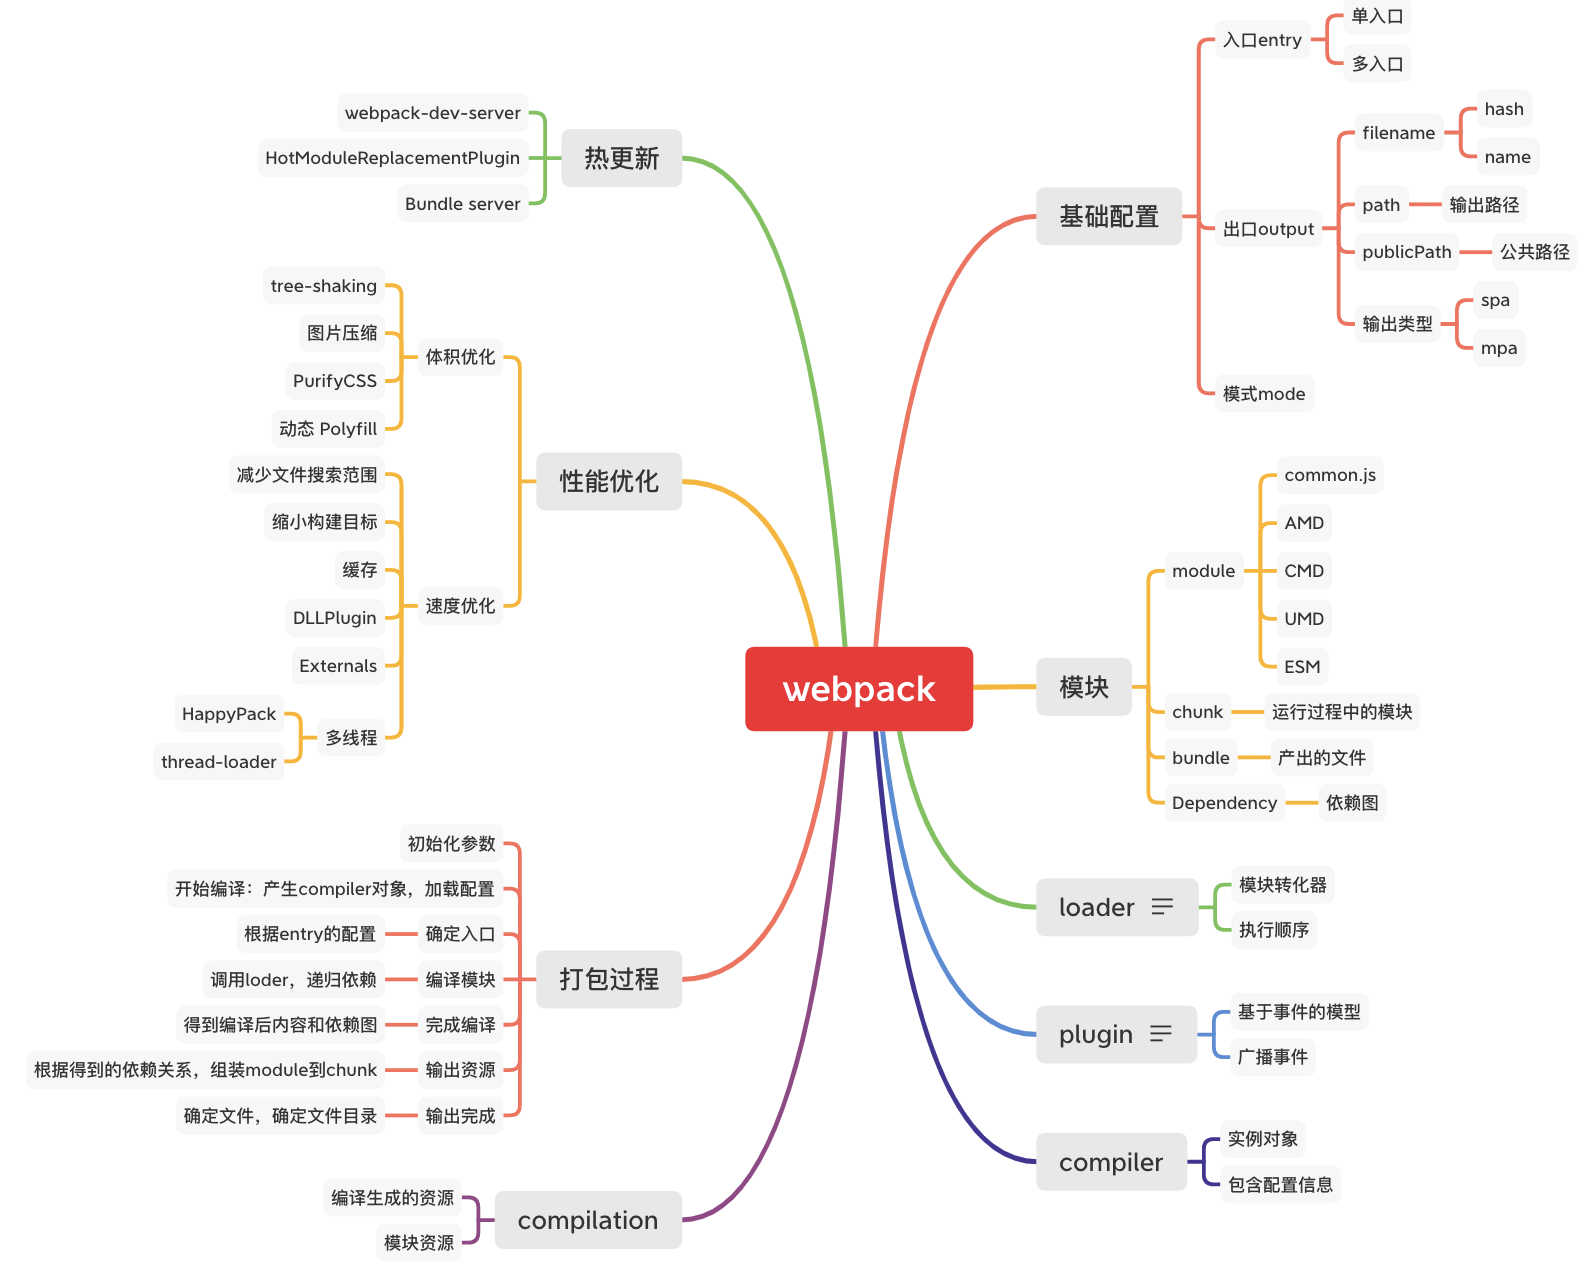 webpack
基础配置
入口entry
单入口
多入口
出口output
filename
hash
name
path
输出路径
publicPath
公共路径
输出类型
spa
mpa
模式mode
模块
module
common.js
AMD
CMD
UMD
ESM
chunk
运行过程中的模块
bundle
产出的文件
Dependency
依赖图
loader
模块转化器
执行顺序
plugin
基于事件的模型
广播事件
compiler
实例对象
包含配置信息
热更新
webpack-dev-server
HotModuleReplacementPlugin
Bundle server
性能优化
体积优化
tree-shaking
图片压缩
PurifyCSS
动态 Polyfill
速度优化
减少文件搜索范围
缩小构建目标
缓存
DLLPlugin
Externals
多线程
HappyPack
thread-loader
打包过程
初始化参数
开始编译：产生compiler对象，加载配置
确定入口
根据entry的配置
编译模块
调用loder，递归依赖
完成编译
得到编译后内容和依赖图
输出资源
根据得到的依赖关系，组装module到chunk
输出完成
确定文件，确定文件目录
compilation
编译生成的资源
模块资源